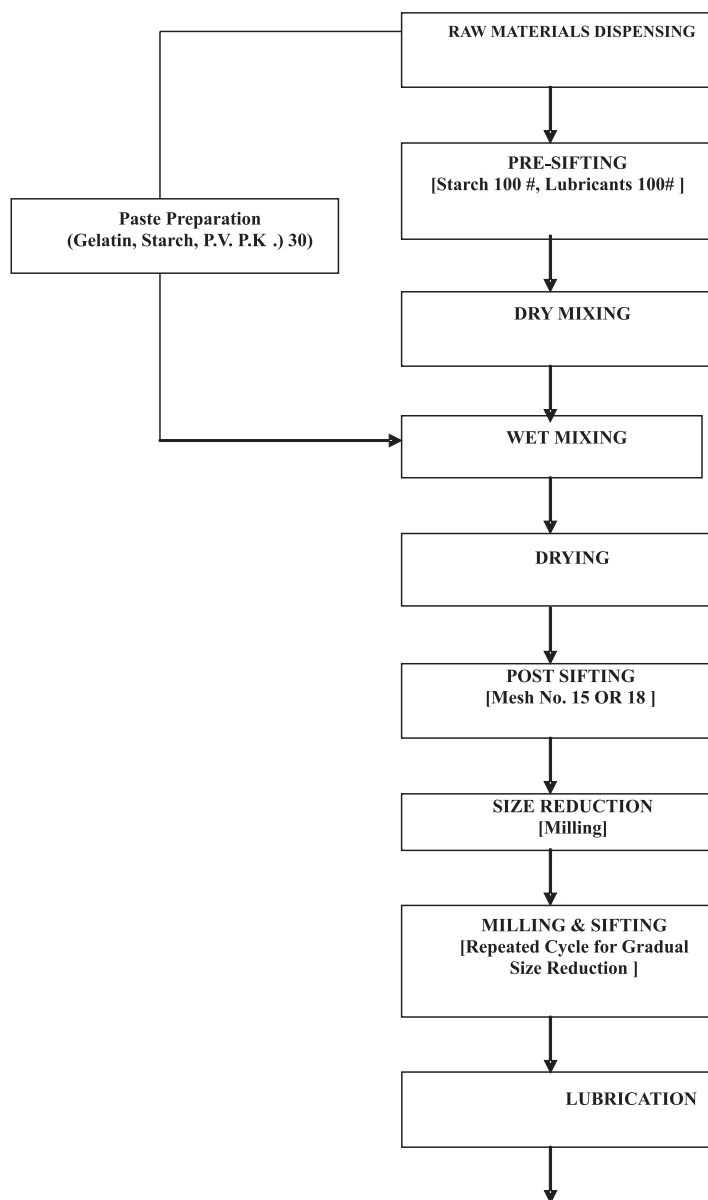 RAW MATERIALS DISPENSING
PRE-SIFTING
[Starch 100 #, Lubricants 100# ]
Paste Preparation
(Gelatin, Starch, P.V. P.K .) 30)
DRY MIXING
WET MIXING
DRYING
POST SIFTING
[Mesh No. 15 OR 18 ]
SIZE REDUCTION
[Milling]
MILLING & SIFTING
[Repeated Cycle for Gradual
Size Reduction ]
LUBRICATION